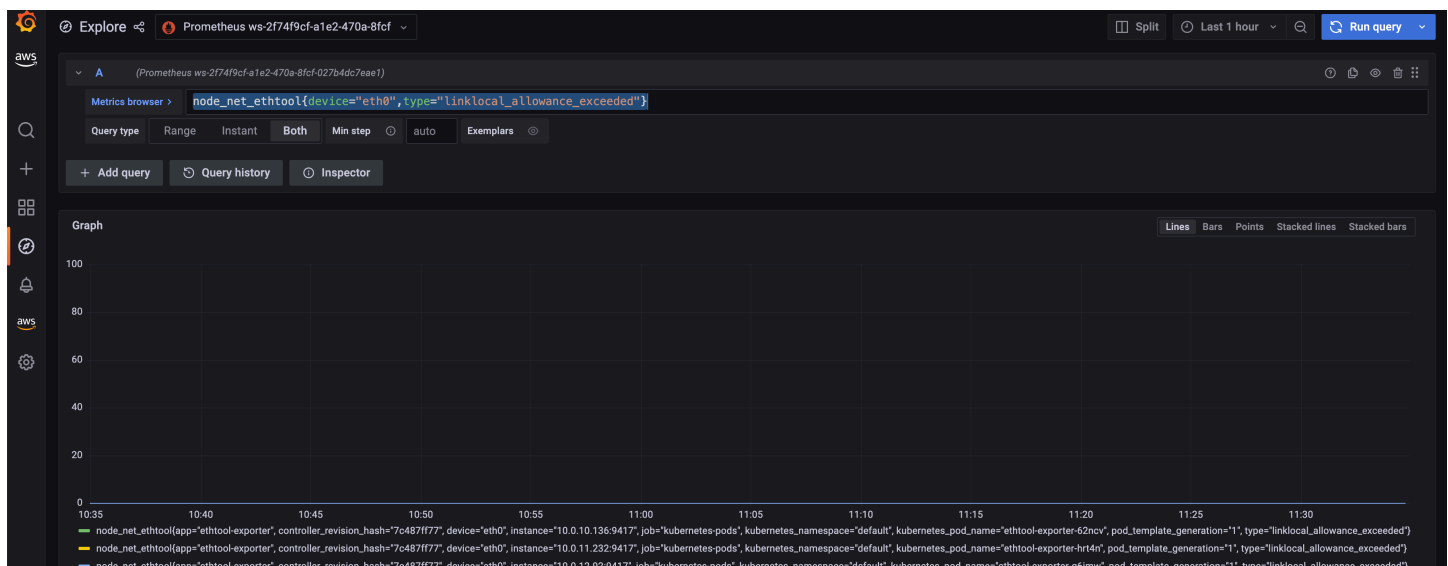 Explore
Prometheus ws-2f74f9cf-a1e2-470a-8fcf
Split
Last 1 hour
Run query
aws
A (Prometheus ws-2f74f9cf-a1e2-470a-8fcf-027b4dc7eae1)
Metrics browser > node_net_ethtool{device="eth0",type="linklocal_allowance_exceeded"}
Query type Range Instant Both Min step auto Exemplars
+ Add query Query history Inspector
Graph
Lines Bars Points Stacked lines Stacked bars
100
80
aws
60
40
20
0
10:35 10:40 10:45 10:50 10:55 11:00 11:05 11:10 11:15 11:20 11:25 11:30
node_net_ethtool{app="ethtool-exporter", controller_revision_hash="7c487ff77", device="eth0", instance="10.0.10.136:9417", job="kubernetes-pods", kubernetes_namespace="default", kubernetes_pod_name="ethtool-exporter-62ncv", pod_template_generation="1", type="linklocal_allowance_exceeded"}
node_net_ethtool{app="ethtool-exporter", controller_revision_hash="7c487ff77", device="eth0", instance="10.0.11.232:9417", job="kubernetes-pods", kubernetes_namespace="default", kubernetes_pod_name="ethtool-exporter-hrt4n", pod_template_generation="1", type="linklocal_allowance_exceeded"}